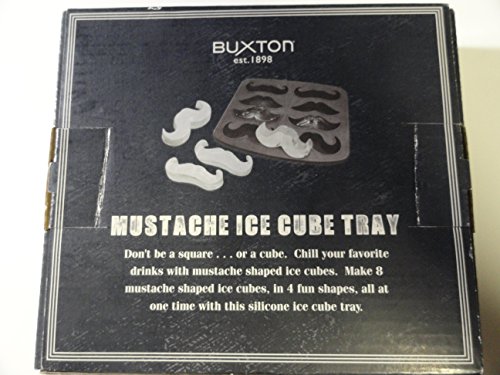 BUXTON
est.1898
MUSTACHE ICE CUBE TRAY
Don't be a square . . . or a cube. Chill your favorite
drinks with mustache shaped ice cubes. Make 8
mustache shaped ice cubes, in 4 fun shapes, all at
one time with this silicone ice cube tray.